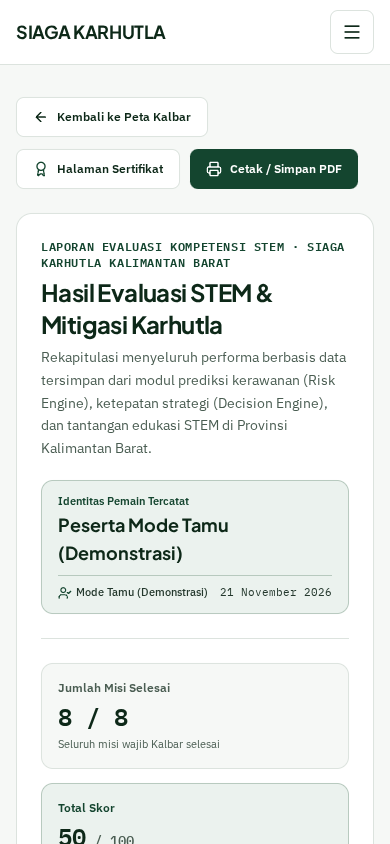 SIAGA KARHUTLA
Kembali ke Peta Kalbar
Halaman Sertifikat
Cetak / Simpan PDF
LAPORAN EVALUASI KOMPETENSI STEM · SIAGA
KARHUTLA KALIMANTAN BARAT
Hasil Evaluasi STEM &
Mitigasi Karhutla
Rekapitulasi menyeluruh performa berbasis data
tersimpan dari modul prediksi kerawanan (Risk
Engine), ketepatan strategi (Decision Engine),
dan tantangan edukasi STEM di Provinsi
Kalimantan Barat.
Identitas Pemain Tercatat
Peserta Mode Tamu
(Demonstrasi)
Mode Tamu (Demonstrasi) 21 November 2026
Jumlah Misi Selesai
8 / 8
Seluruh misi wajib Kalbar selesai
Total Skor
50 / 100